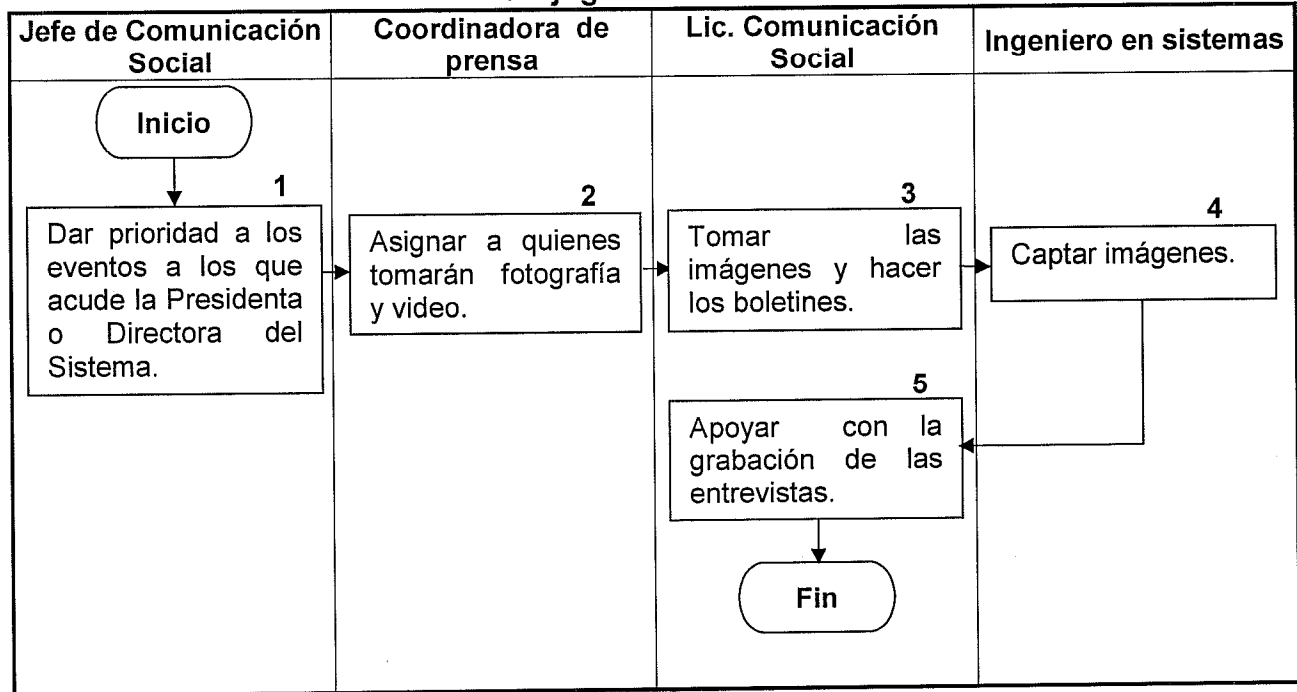 Jefe de Comunicación
Social
Coordinadora de
prensa
Lic. Comunicación
Social
Ingeniero en sistemas
Inicio
1
Dar prioridad a los
eventos a los que
acude la Presidenta
o Directora del
Sistema.
2
Asignar a quienes
tomarán fotografía
y video.
3
Tomar las
imágenes y hacer
los boletines.
4
Captar imágenes.
5
Apoyar con la
grabación de las
entrevistas.
Fin